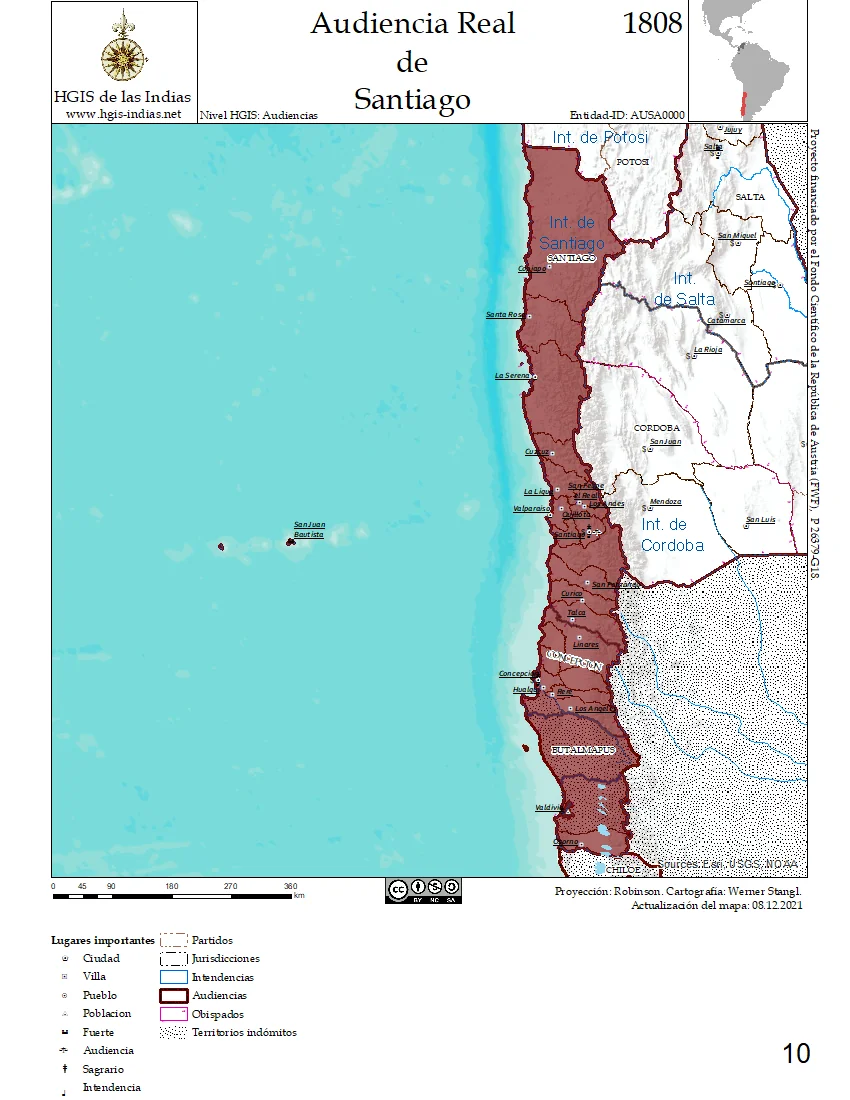 Audiencia Real
de
Santiago
1808
HGIS de las Indias
www.hgis-indias.net
Nivel HGIS: Audiencias
Entidad-ID: AUSA0000
Int. de Potosi
POTOSI
Jujuy
Salta
SALTA
Int. de
Santiago
SANTIAGO
San Miquel
Copiapo
Santiago
Int.
de Salta
Santa Rosa
Catamarca
La Rioja
La Serena
CORDOBA
San Juan
Cuzcuz
San Felipe
el Real
La Ligua
Los Andes
Valparaiso
Quillota
Mendoza
San Luis
Int. de
Cordoba
San Juan
Bautista
Santiago
San Fernando
Curico
Talca
Linares
CONCEPCION
Concepcion
Hualqui
Rere
Los Angeles
BUTALMAPUS
Valdivia
Osorno
CHILOE
Sources: Esri, USGS, NOAA
Proyecto financiado por el Fondo Científico de la República de Austria (FWF), P 26379-G18
0 45 90 180 270 360
km
cc BY NC SA
Proyección: Robinson. Cartografía: Werner Stangl.
Actualización del mapa: 08.12.2021
Lugares importantes
Ciudad
Villa
Pueblo
Poblacion
Fuerte
Audiencia
Sagrario
Intendencia
Partidos
Jurisdicciones
Intendencias
Audiencias
Obispados
Territorios indómitos
10